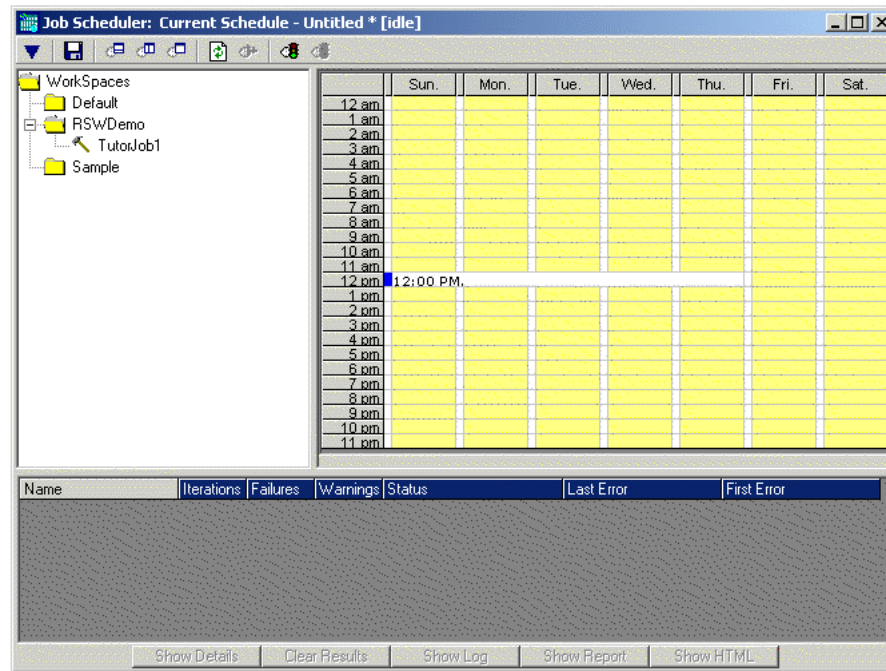 Job Scheduler: Current Schedule - Untitled * [idle]
WorkSpaces
Default
RSWDemo
TutorJob1
Sample
Sun. Mon. Tue. Wed. Thu. Fri. Sat.
12 am
1 am
2 am
3 am
4 am
5 am
6 am
7 am
8 am
9 am
10 am
11 am
12 pm 12:00 PM.
1 pm
2 pm
3 pm
4 pm
5 pm
6 pm
7 pm
8 pm
9 pm
10 pm
11 pm
Name Iterations Failures Warnings Status Last Error First Error
Show Details Clear Results Show Log Show Report Show HTML